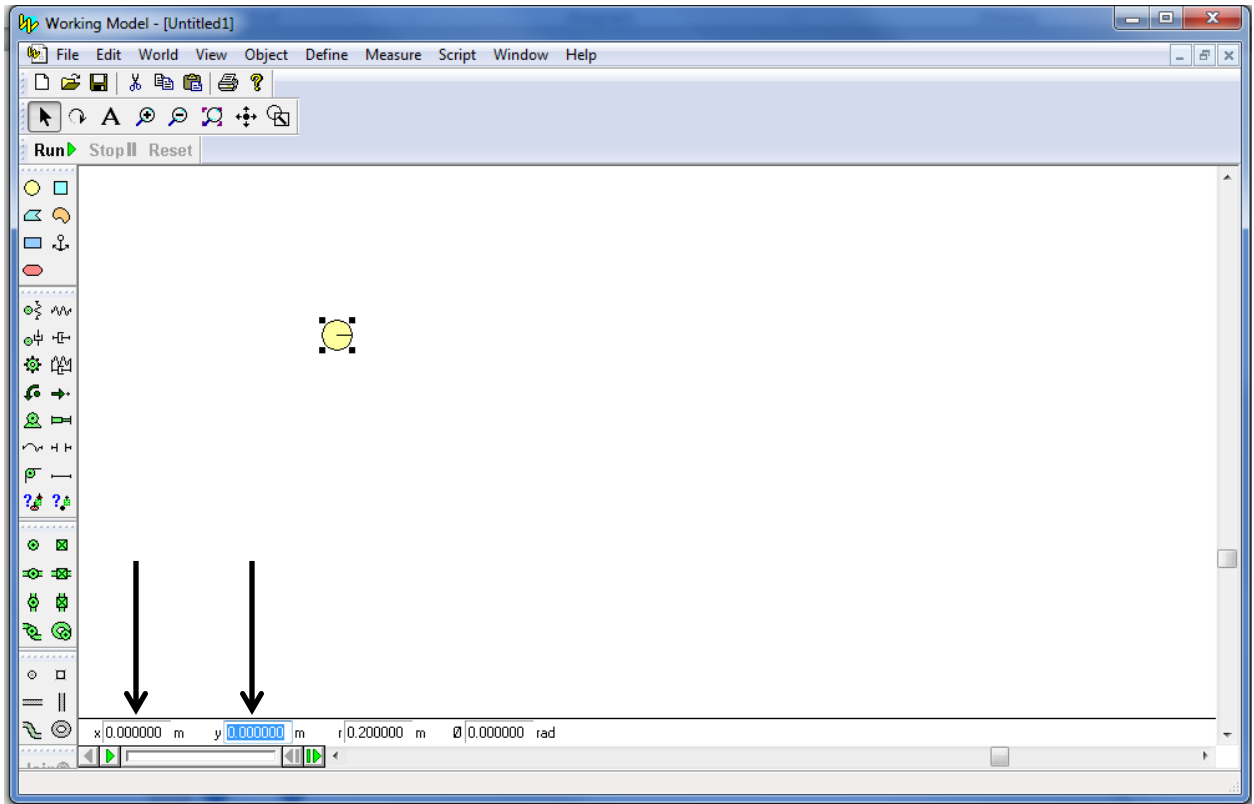 Working Model - [Untitled1]
File Edit World View Object Define Measure Script Window Help
A
Run Stop Reset
x 0.000000 m y 0.000000 m r 0.200000 m Ø 0.000000 rad